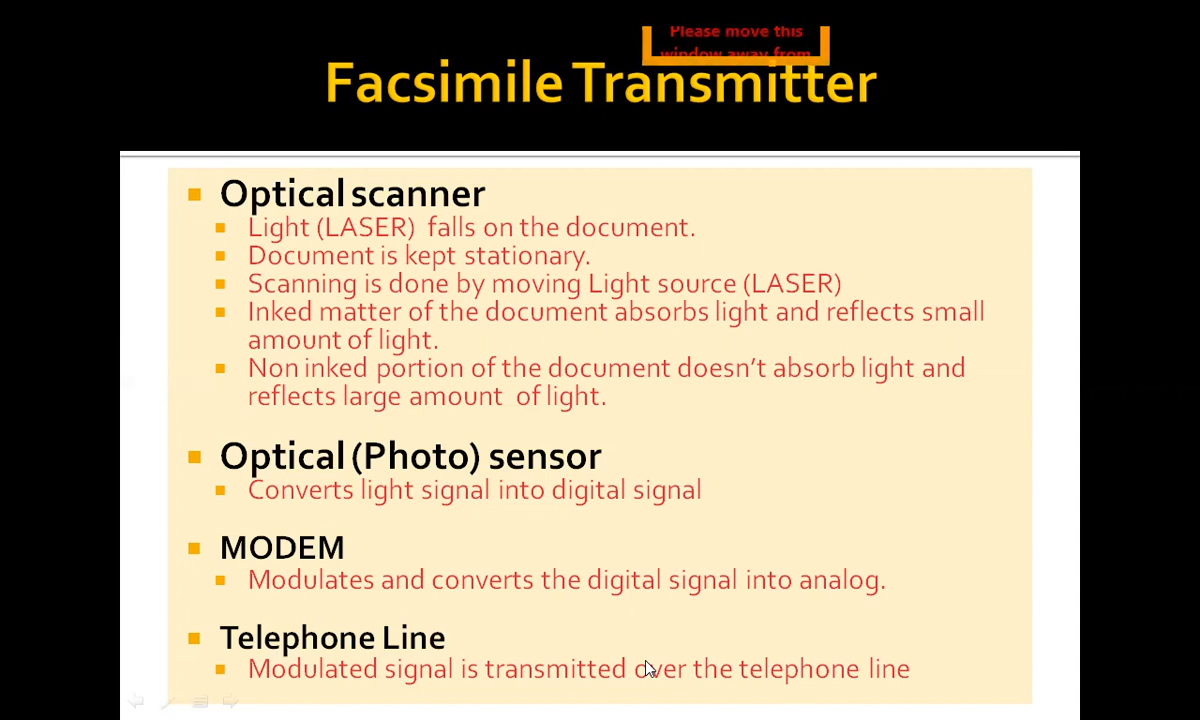 Please move this
window away from
Facsimile Transmitter
Optical scanner
Light (LASER) falls on the document.
Document is kept stationary.
Scanning is done by moving Light source (LASER)
Inked matter of the document absorbs light and reflects small
amount of light.
Non inked portion of the document doesn't absorb light and
reflects large amount of light.
Optical (Photo) sensor
Converts light signal into digital signal
MODEM
Modulates and converts the digital signal into analog.
Telephone Line
Modulated signal is transmitted over the telephone line